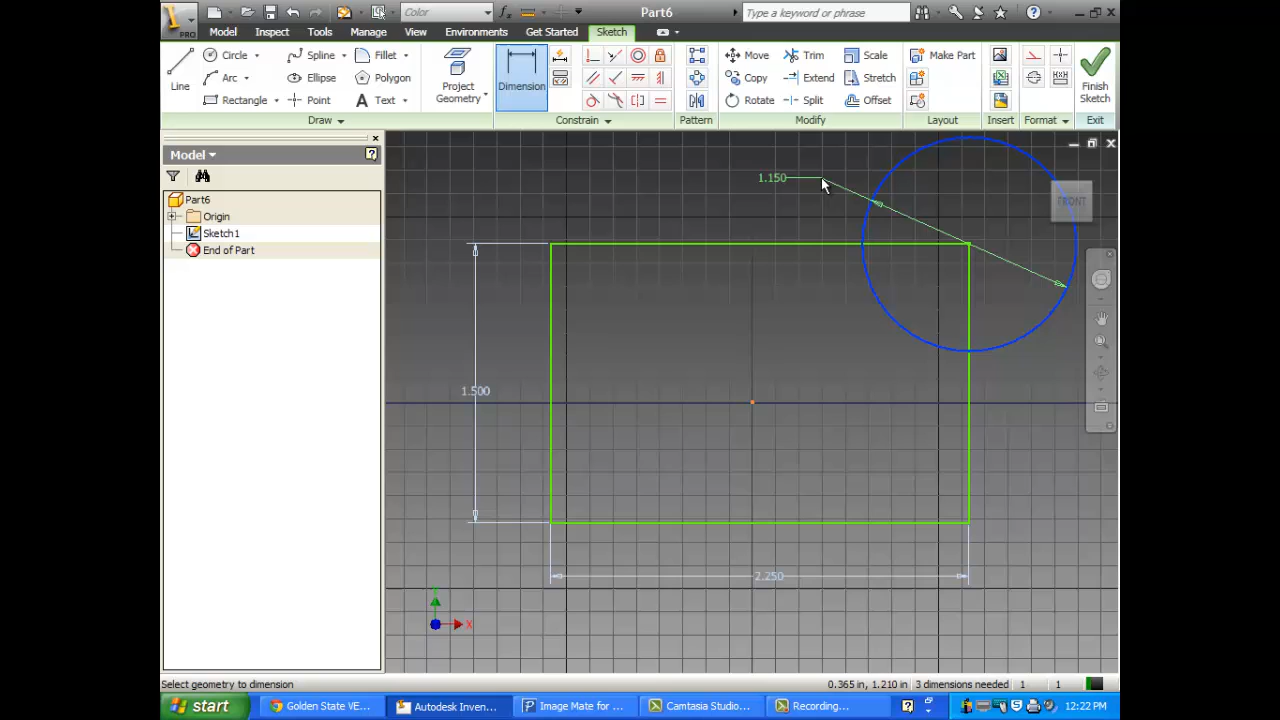 PRO
Color
Part6
Type a keyword or phrase
Model Inspect Tools Manage View Environments Get Started Sketch
Line
Circle
Arc
Rectangle
Spline
Ellipse
Point
Fillet
Polygon
Text
Project
Geometry
Dimension
Move
Copy
Rotate
Trim
Extend
Split
Scale
Stretch
Offset
Make Part
Finish
Sketch
Draw Constrain Pattern Modify Layout Insert Format Exit
Model
Part6
Origin
Sketch1
End of Part
1.150
FRONT
1.500
2.250
Y
X
Select geometry to dimension
0.365 in, 1.210 in 3 dimensions needed 1 1
start Golden State VE... Autodesk Inven... Image Mate for ... Camtasia Studio... Recording... 12:22 PM